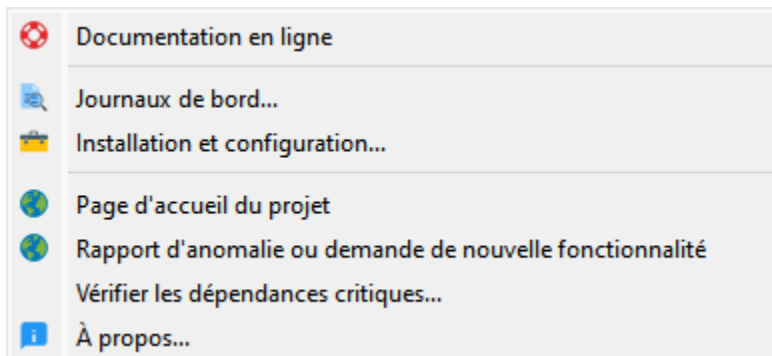 Documentation en ligne
Journaux de bord...
Installation et configuration...
Page d'accueil du projet
Rapport d'anomalie ou demande de nouvelle fonctionnalité
Vérifier les dépendances critiques...
À propos...